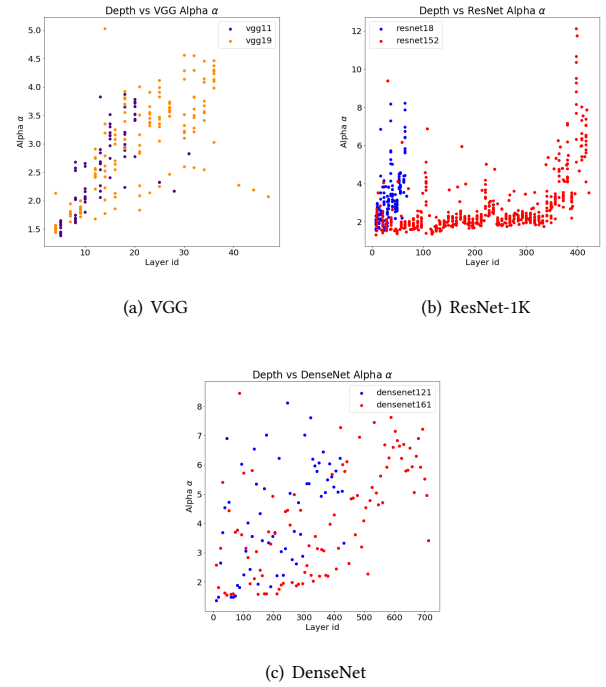 Depth vs VGG Alpha α
vgg11
vgg19
5.0
4.5
4.0
3.5
3.0
2.5
2.0
1.5
Alpha α
10 20 30 40
Layer id
(a) VGG
Depth vs ResNet Alpha α
resnet18
resnet152
12
10
8
6
4
2
Alpha α
0 100 200 300 400
Layer id
(b) ResNet-1K
Depth vs DenseNet Alpha α
densenet121
densenet161
8
7
6
5
4
3
2
Alpha α
0 100 200 300 400 500 600 700
Layer id
(c) DenseNet